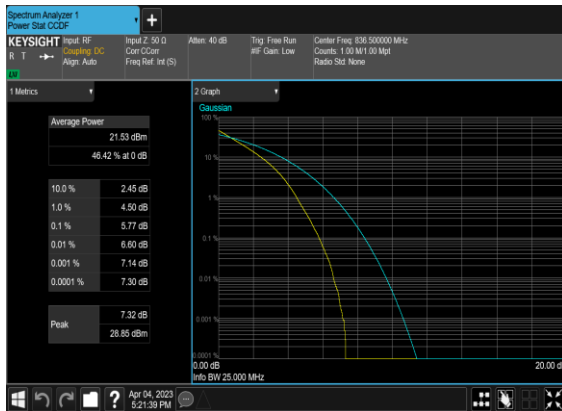 Spectrum Analyzer 1
Power Stat CCDF
+
KEYSIGHT
R T
LXI
Input: RF
Coupling: DC
Align: Auto
Input Z: 50 Ω
Corr CCorr
Freq Ref: Int (S)
Atten: 40 dB
Trig: Free Run
#IF Gain: Low
Center Freq: 836.500000 MHz
Counts: 1.00 M/1.00 Mpt
Radio Std: None
1 Metrics
Average Power
21.53 dBm
46.42 % at 0 dB
10.0 % 2.45 dB
1.0 % 4.50 dB
0.1 % 5.77 dB
0.01 % 6.60 dB
0.001 % 7.14 dB
0.0001 % 7.30 dB
Peak
7.32 dB
28.85 dBm
2 Graph
Gaussian
100 %
10 %
1 %
0.1 %
0.01 %
0.001 %
0.0001 %
0.00 dB
20.00 d
Info BW 25.000 MHz
?
Apr 04, 2023
5:21:39 PM